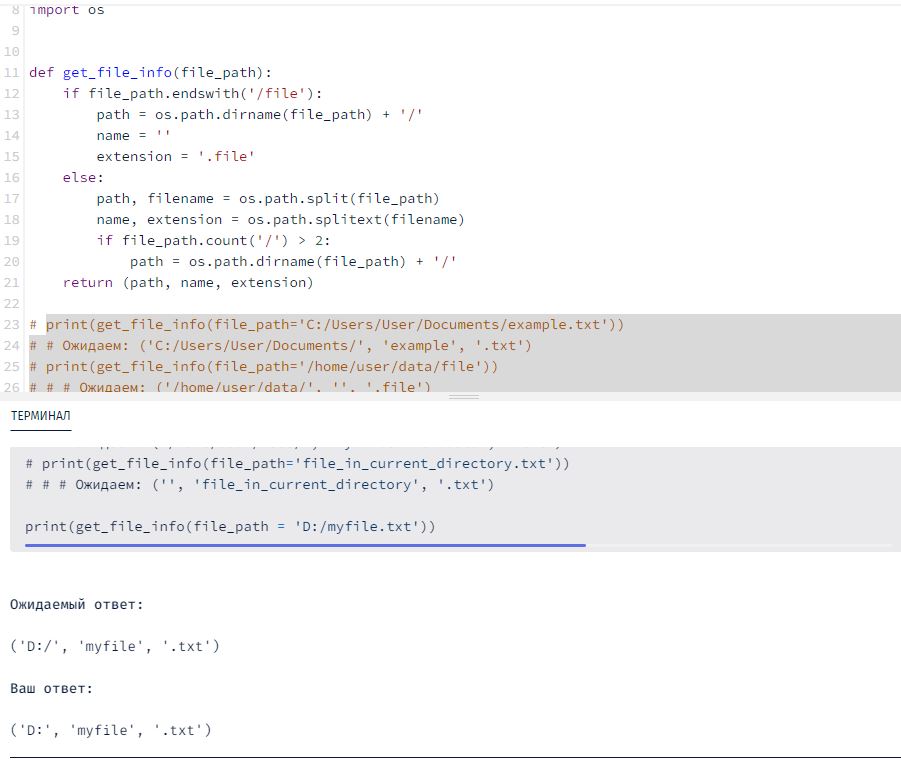 8 import os
9
10
11 def get_file_info(file_path):
12     if file_path.endswith('/file'):
13         path = os.path.dirname(file_path) + '/'
14         name = ''
15         extension = '.file'
16     else:
17         path, filename = os.path.split(file_path)
18         name, extension = os.path.splitext(filename)
19         if file_path.count('/') > 2:
20             path = os.path.dirname(file_path) + '/'
21     return (path, name, extension)
22
23 # print(get_file_info(file_path='C:/Users/User/Documents/example.txt'))
24 # # Ожидаем: ('C:/Users/User/Documents/', 'example', '.txt')
25 # print(get_file_info(file_path='/home/user/data/file'))
26 # # # Ожидаем: ('/home/user/data/', '', '.file')
ТЕРМИНАЛ
# print(get_file_info(file_path='file_in_current_directory.txt'))
# # # Ожидаем: ('', 'file_in_current_directory', '.txt')
print(get_file_info(file_path = 'D:/myfile.txt'))
Ожидаемый ответ:
('D:/', 'myfile', '.txt')
Ваш ответ:
('D:', 'myfile', '.txt')